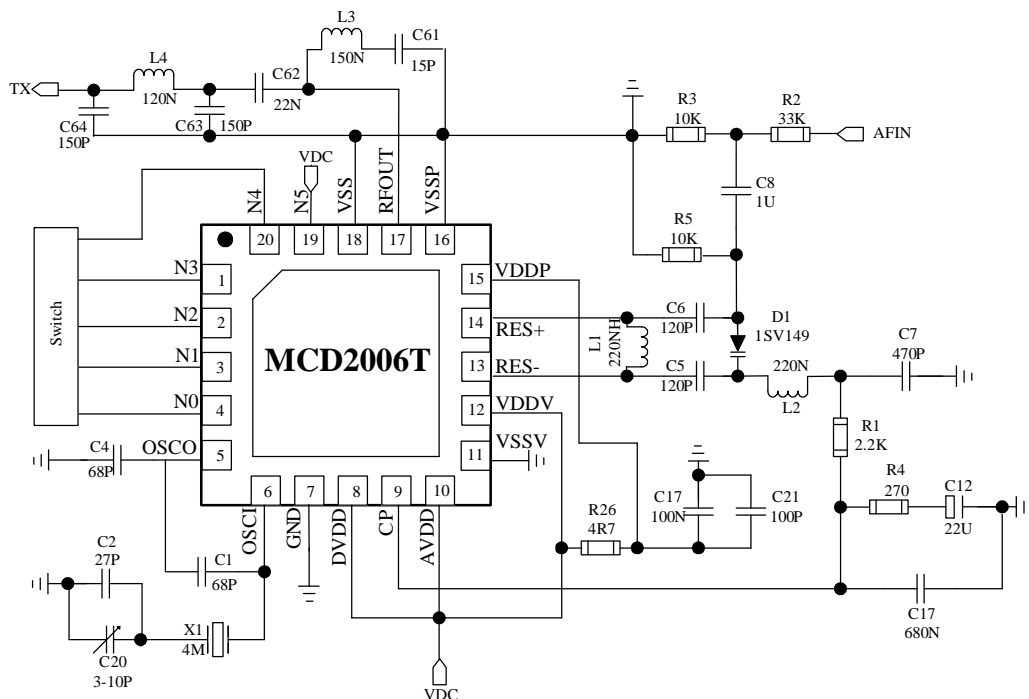 L3
150N
C61
15P
L4
120N
TX
C62
22N
C64
150P
C63
150P
R3
10K
R2
33K
AFIN
VDC
N4
N5
VSS
RFOUT
VSSP
C8
1U
R5
10K
20
19
18
17
16
Switch
N3
1
N2
2
N1
3
N0
4
OSCO
5
MCD2006T
15
VDDP
14
RES+
13
RES-
12
VDDV
11
VSSV
L1
220NH
C6
120P
C5
120P
D1
1SV149
220N
L2
C7
470P
R1
2.2K
R4
270
C12
22U
C4
68P
6
7
8
9
10
OSCI
GND
DVDD
CP
AVDD
R26
4R7
C17
100N
C21
100P
C2
27P
C1
68P
C20
3-10P
X1
4M
C17
680N
VDC